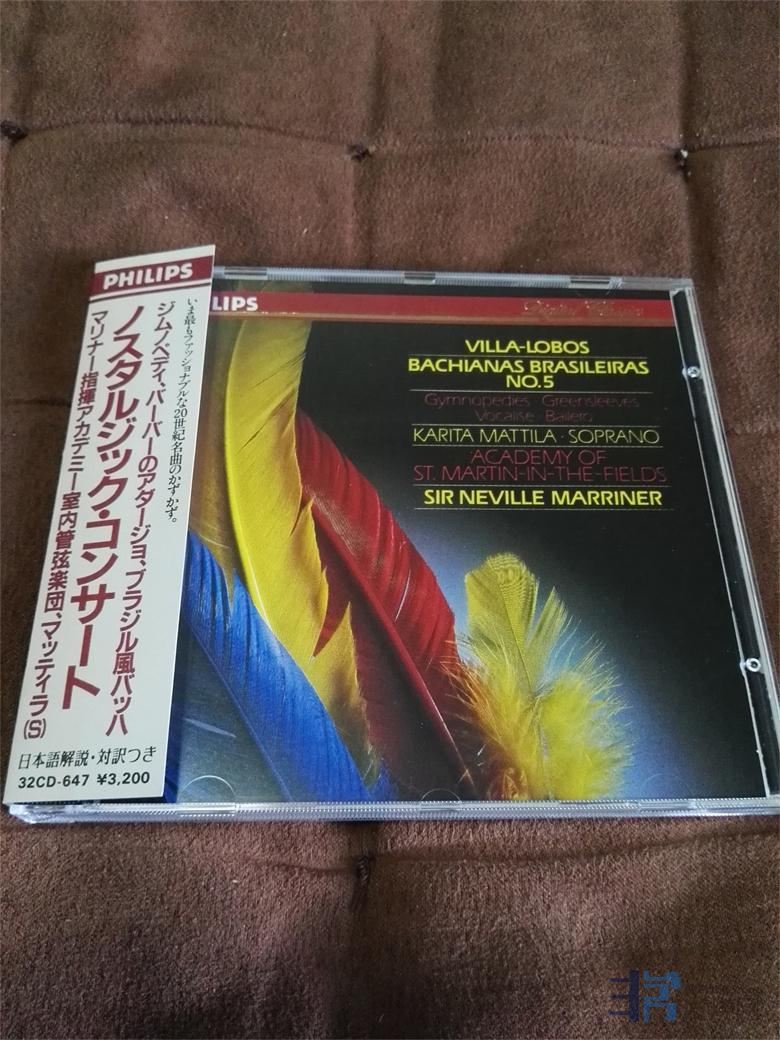 PHILIPS
いま最もファッショナブルな20世紀名曲のかずかず。
ジムノペディ、バーバーのアダージョ、ブラジル風バッハ
ノスタルジック・コンサート
マリナー指揮アカデミー室内管弦楽団、マッティラ(S)
日本語解説・対訳つき
32CD-647 ¥3,200
LIPS
Digital Classics
VILLA-LOBOS
BACHIANAS BRASILEIRAS
NO.5
Gymnopedies · Greensleeves
Vocalise · Bailero
KARITA MATTILA · SOPRANO
ACADEMY OF
ST. MARTIN-IN-THE-FIELDS
SIR NEVILLE MARRINER